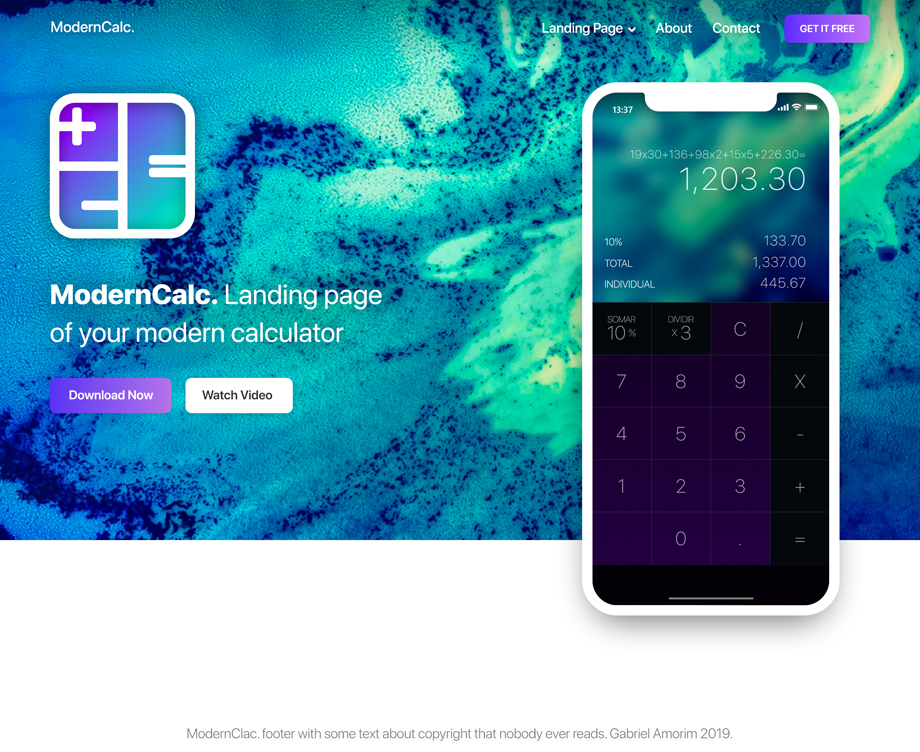 ModernCalc.
Landing Page
About
Contact
GET IT FREE
13:37
19x30+136+98x2+15x5+226.30=
1,203.30
10% 133.70
TOTAL 1,337.00
INDIVIDUAL 445.67
ModernCalc. Landing page
of your modern calculator
Download Now
Watch Video
SOMAR
10 %
DIVIDIR
X 3
C
/
7 8 9 X
4 5 6 -
1 2 3 +
0 . =
ModernClac. footer with some text about copyright that nobody ever reads. Gabriel Amorim 2019.